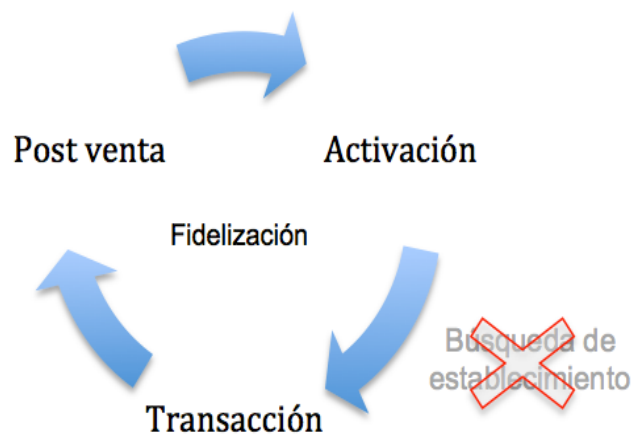 Post venta
Activación
Fidelización
Búsqueda de
establecimiento
Transacción